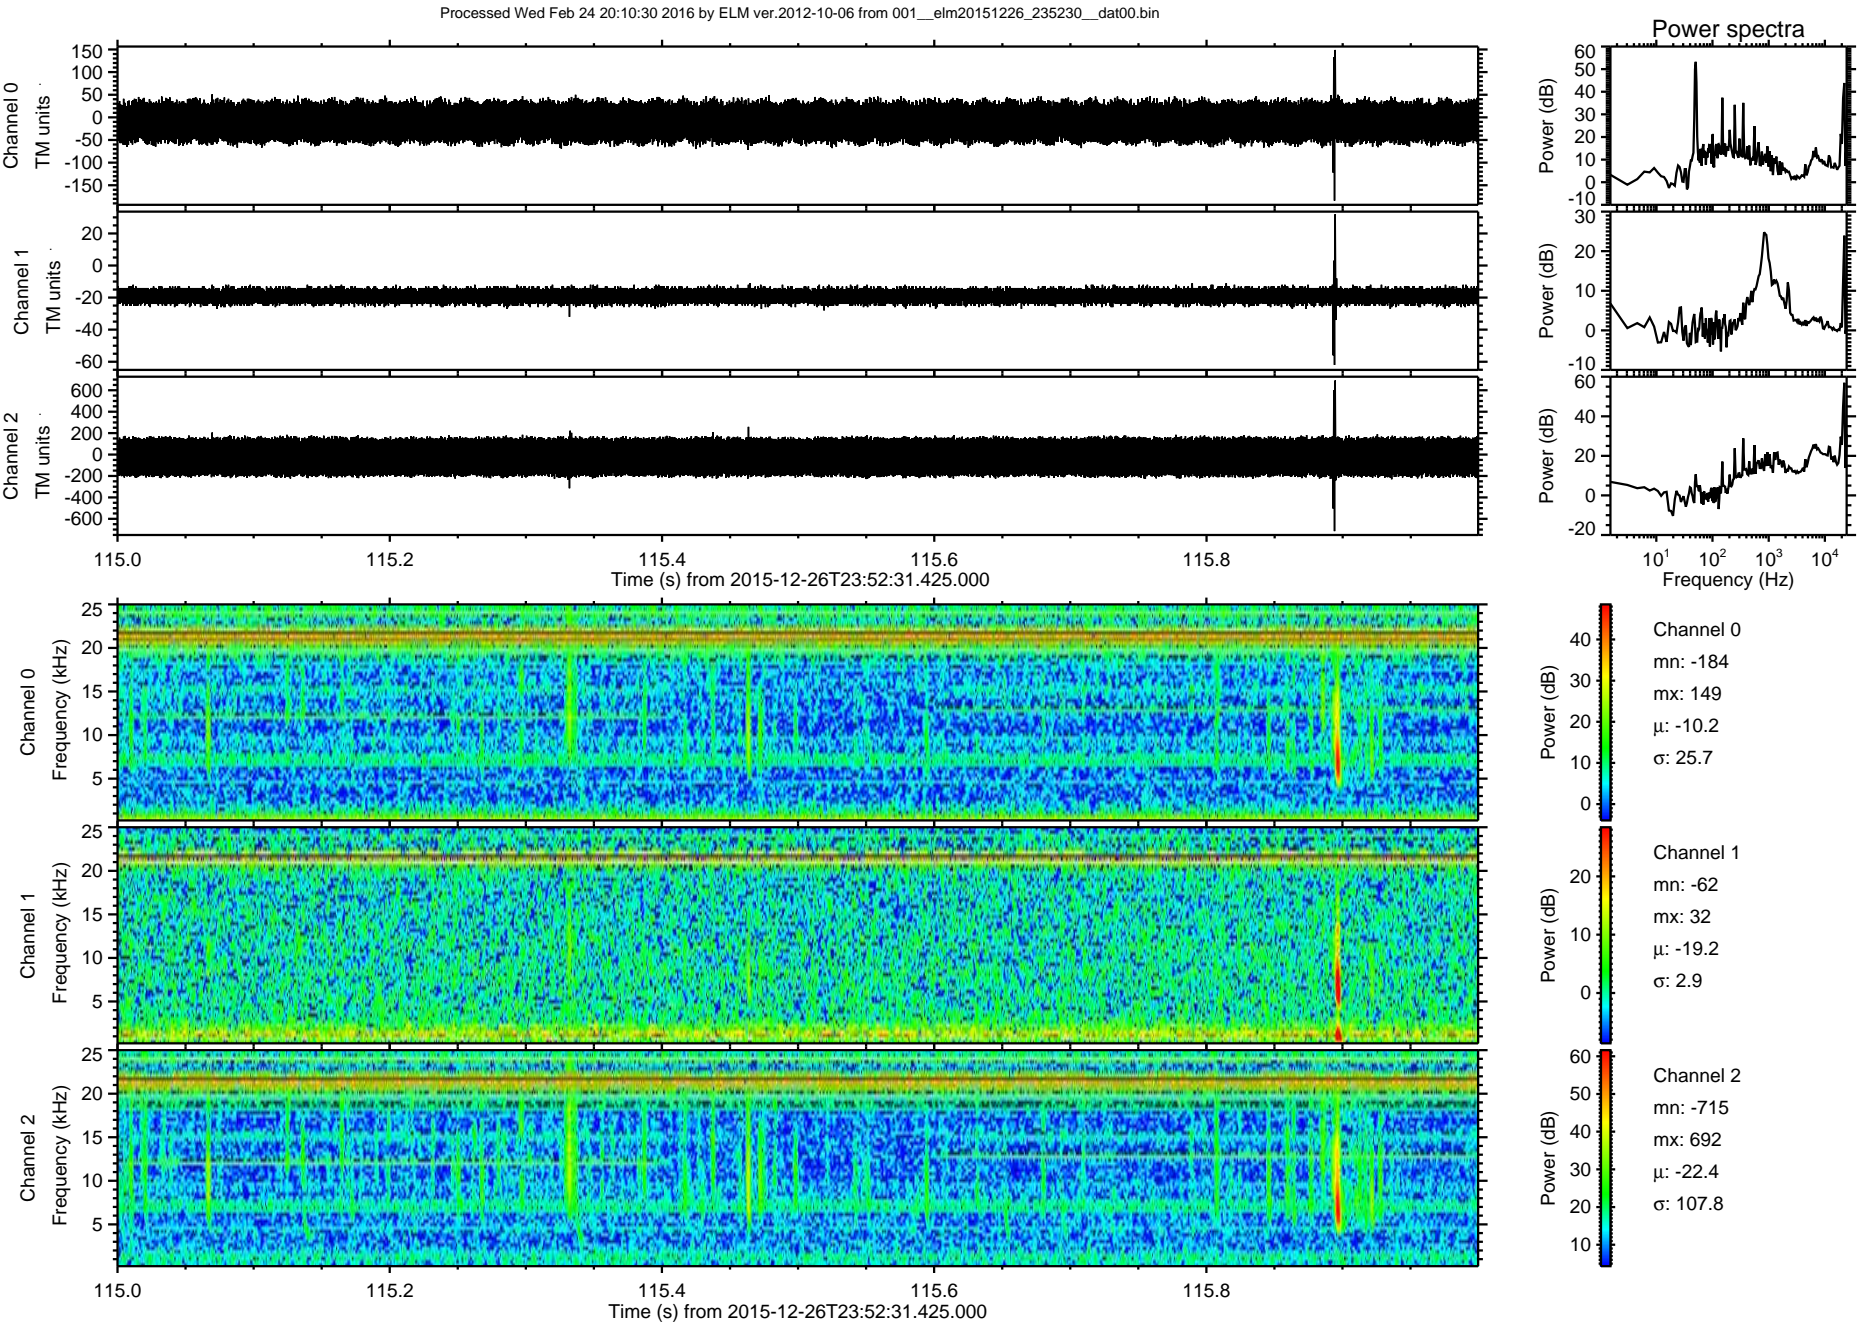 Processed Wed Feb 24 20:10:30 2016 by ELM ver.2012-10-06 from 001__elm20151226_235230__dat00.bin
Power spectra
Channel 0
TM units
150
100
50
0
-50
-100
-150
Power (dB)
60
50
40
30
20
10
0
-10
Channel 1
TM units
20
0
-20
-40
-60
Power (dB)
30
20
10
0
-10
Channel 2
TM units
600
400
200
0
-200
-400
-600
Power (dB)
60
40
20
0
-20
115.0 115.2 115.4 115.6 115.8
Time (s) from 2015-12-26T23:52:31.425.000
10¹ 10² 10³ 10⁴
Frequency (Hz)
Channel 0
Frequency (kHz)
25
20
15
10
5
Power (dB)
40
30
20
10
0
Channel 0
mn: -184
mx: 149
μ: -10.2
σ: 25.7
Channel 1
Frequency (kHz)
25
20
15
10
5
Power (dB)
20
10
0
Channel 1
mn: -62
mx: 32
μ: -19.2
σ: 2.9
Channel 2
Frequency (kHz)
25
20
15
10
5
Power (dB)
60
50
40
30
20
10
Channel 2
mn: -715
mx: 692
μ: -22.4
σ: 107.8
115.0 115.2 115.4 115.6 115.8
Time (s) from 2015-12-26T23:52:31.425.000